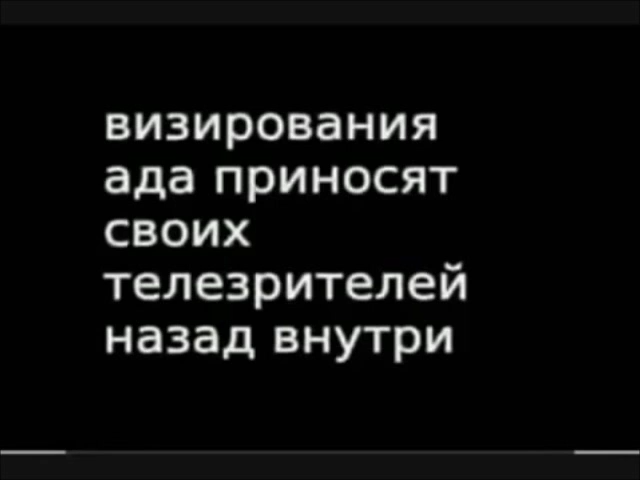 визирования
ада приносят
своих
телезрителей
назад внутри